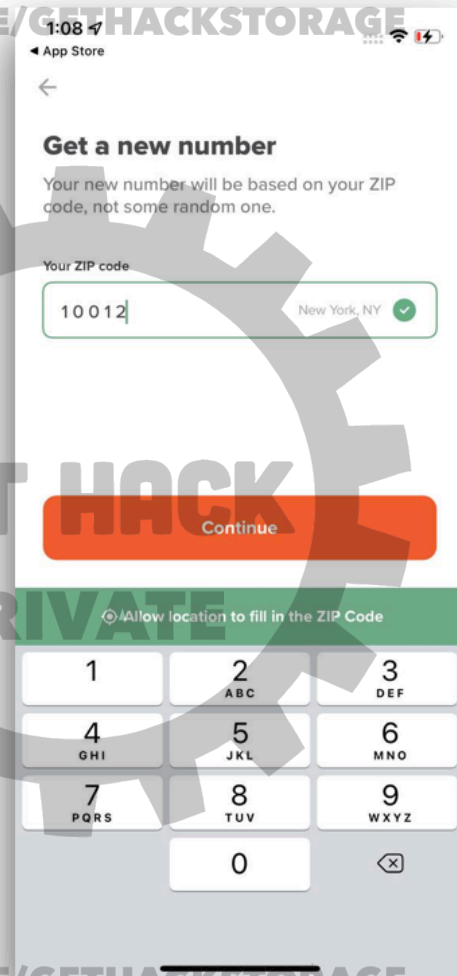 E/GETHACKSTORAGE
1:08
◀ App Store
Get a new number
Your new number will be based on your ZIP
code, not some random one.
Your ZIP code
10012
New York, NY
T HACK
Continue
RIVATE
Allow location to fill in the ZIP Code
1
2
ABC
3
DEF
4
GHI
5
JKL
6
MNO
7
PQRS
8
TUV
9
WXYZ
0
E/GETHACKSTORAGE